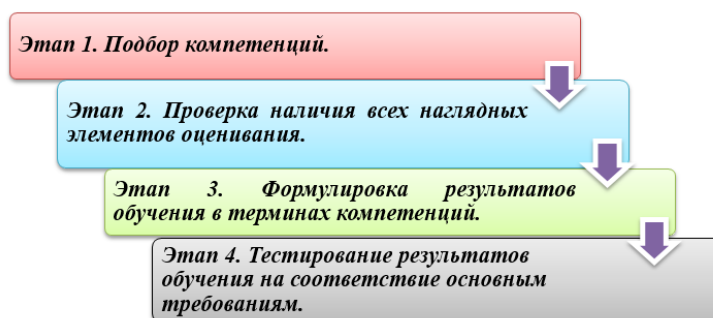 Этап 1. Подбор компетенций.
Этап 2. Проверка наличия всех наглядных
элементов оценивания.
Этап 3. Формулировка результатов
обучения в терминах компетенций.
Этап 4. Тестирование результатов
обучения на соответствие основным
требованиям.